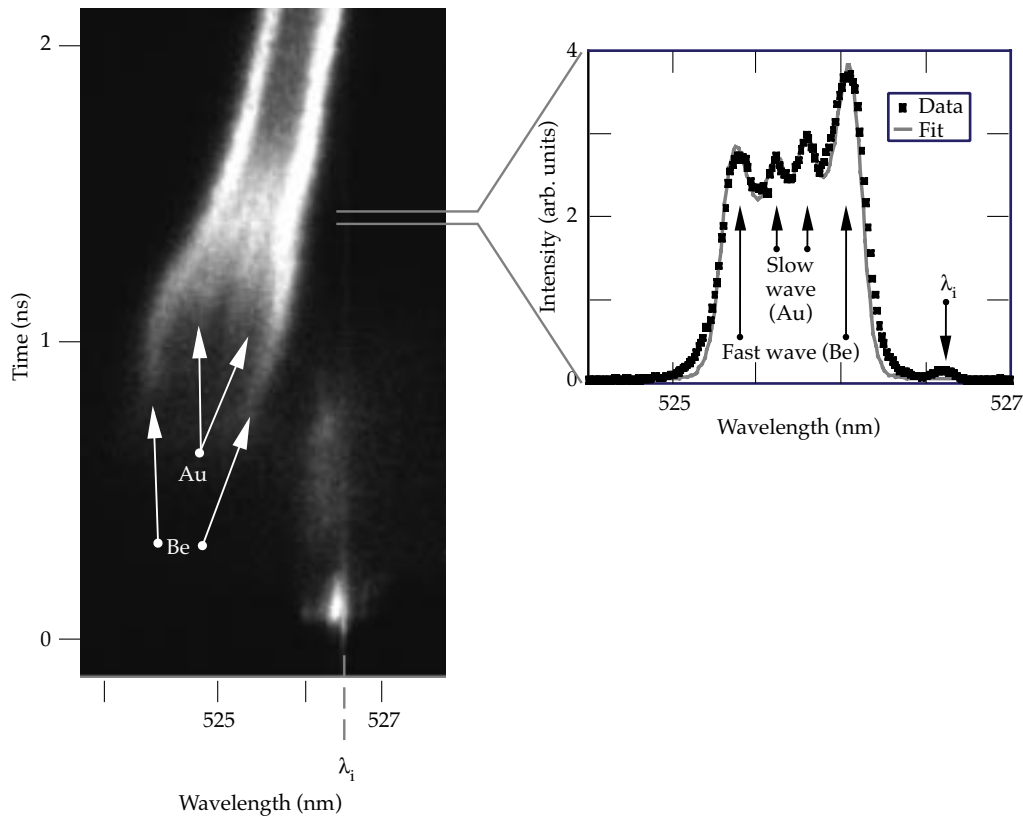 2
1
0
Time (ns)
Au
Be
525
527
λi
Wavelength (nm)
4
2
0
Intensity (arb. units)
Data
Fit
Slow
wave
(Au)
Fast wave (Be)
λi
525
527
Wavelength (nm)